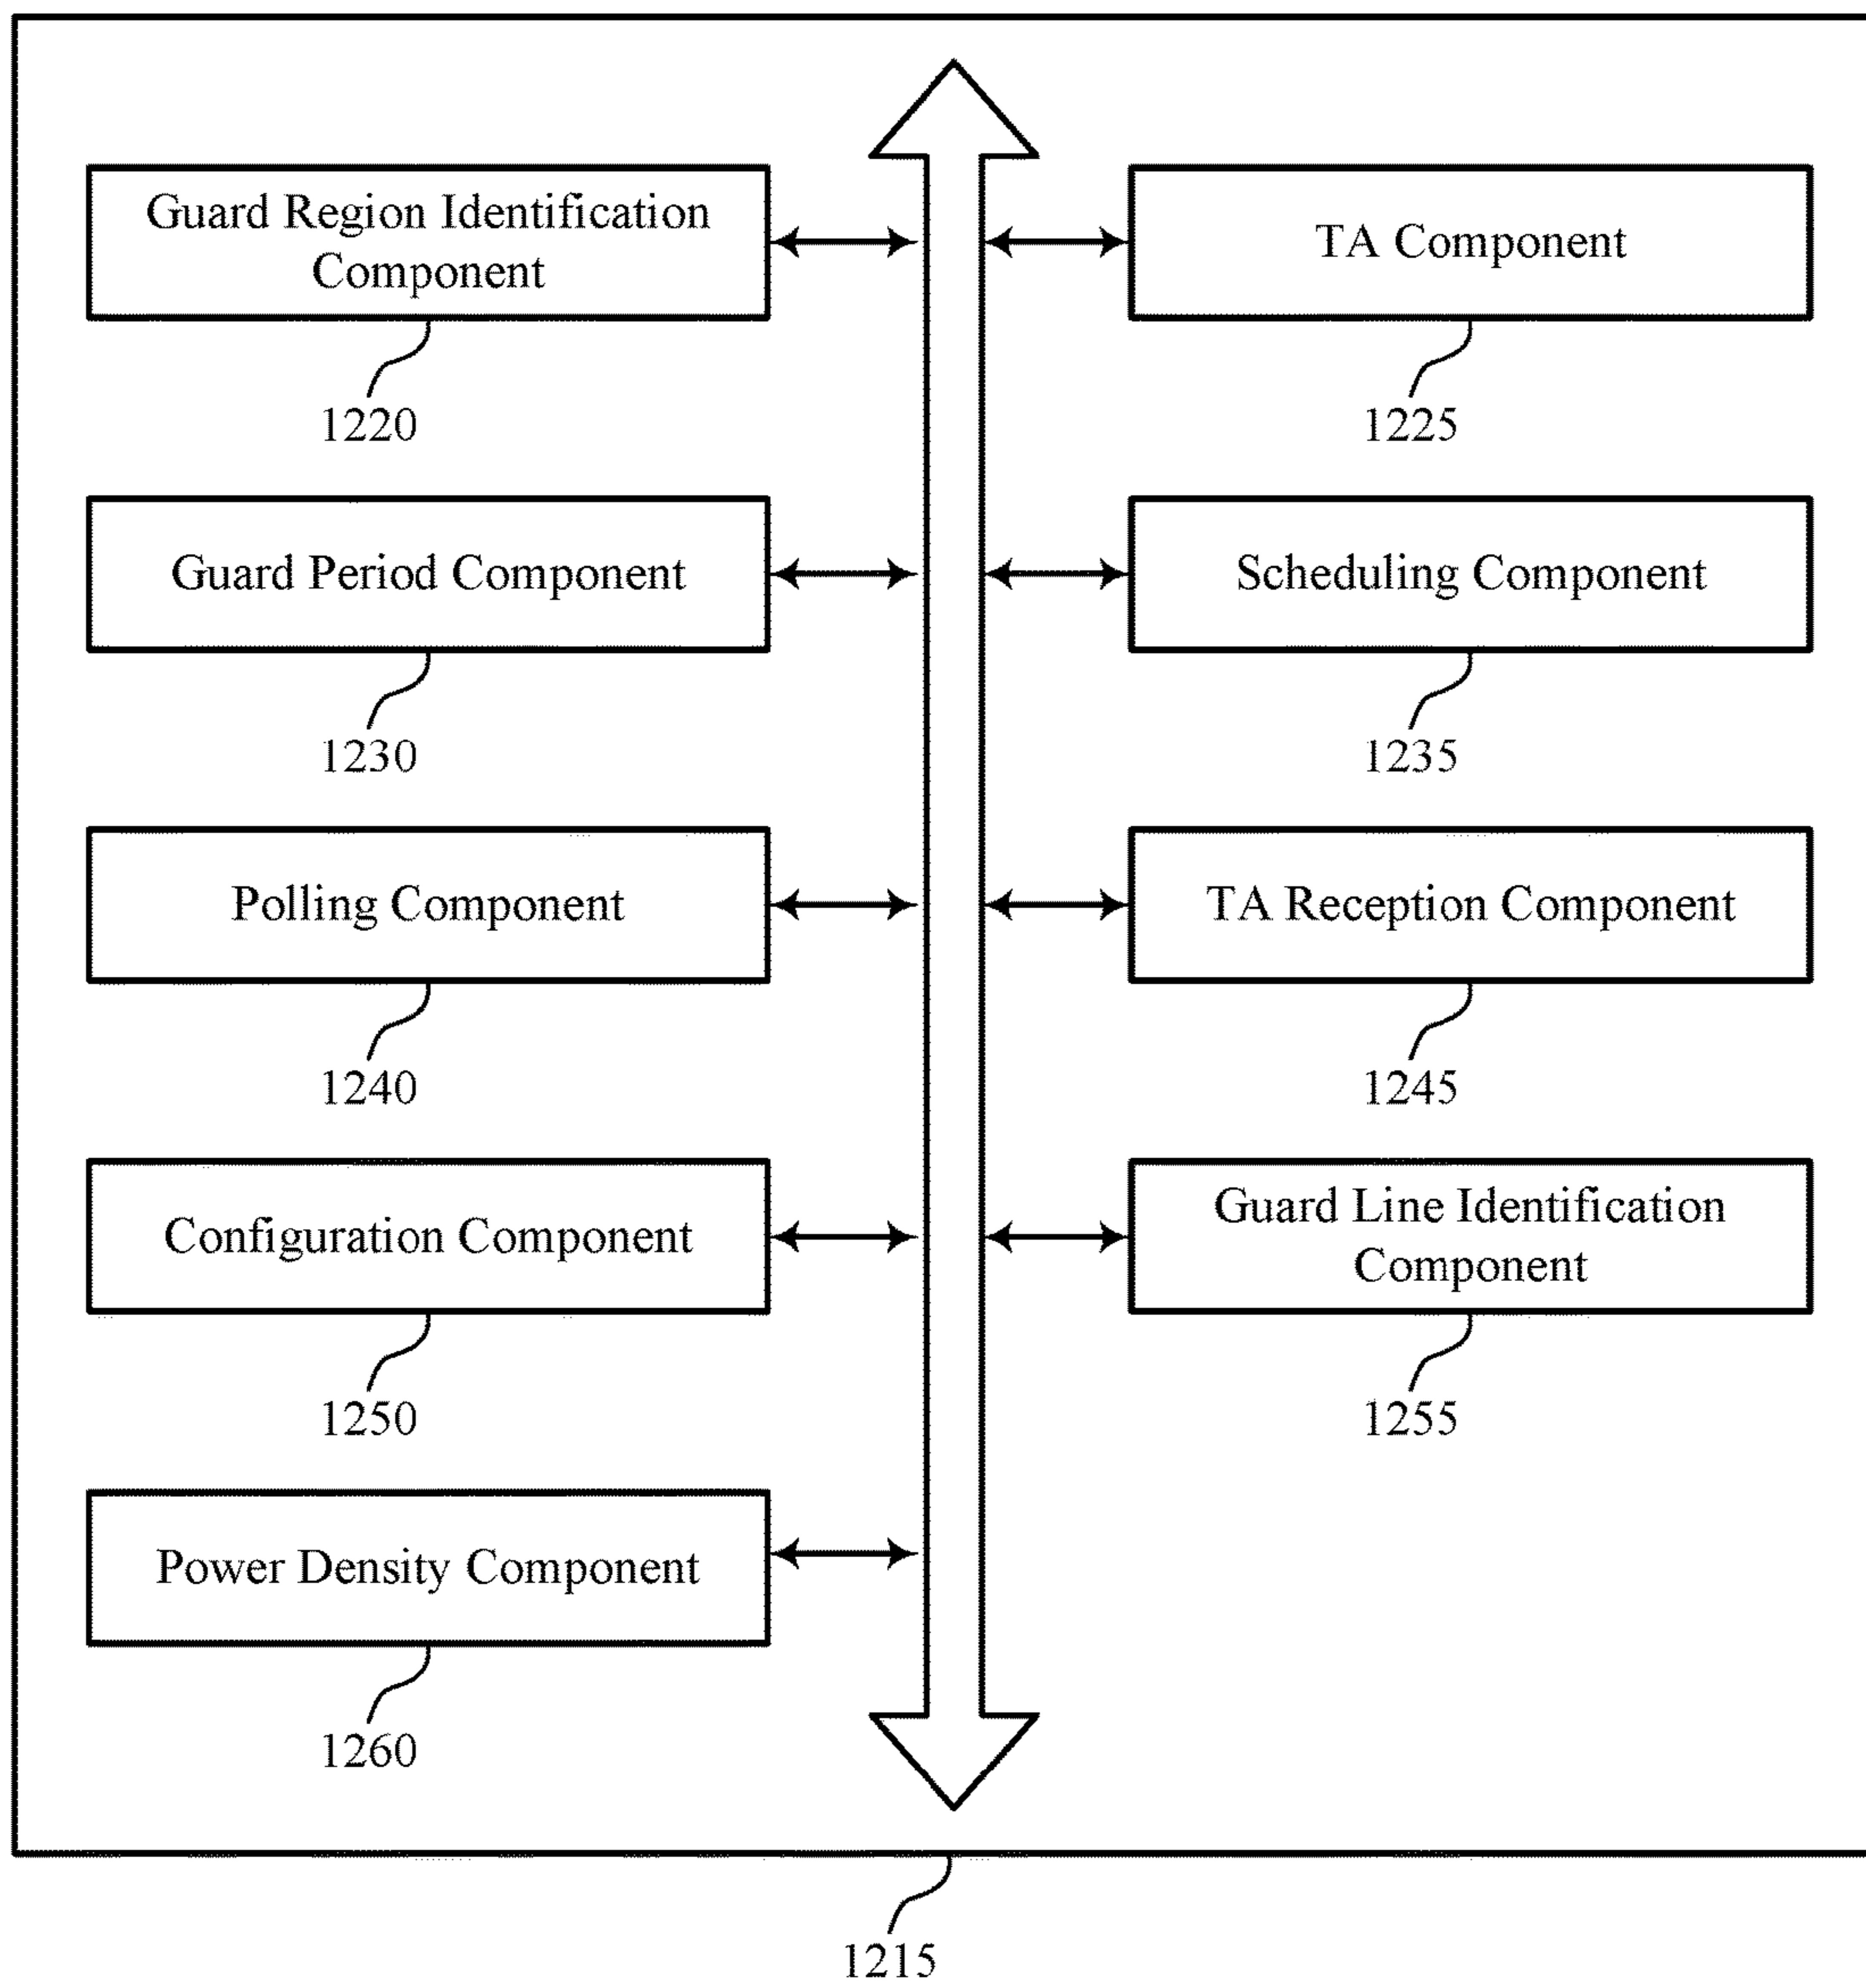 Guard Region Identification
Component
1220
TA Component
1225
Guard Period Component
1230
Scheduling Component
1235
Polling Component
1240
TA Reception Component
1245
Configuration Component
1250
Guard Line Identification
Component
1255
Power Density Component
1260
1215